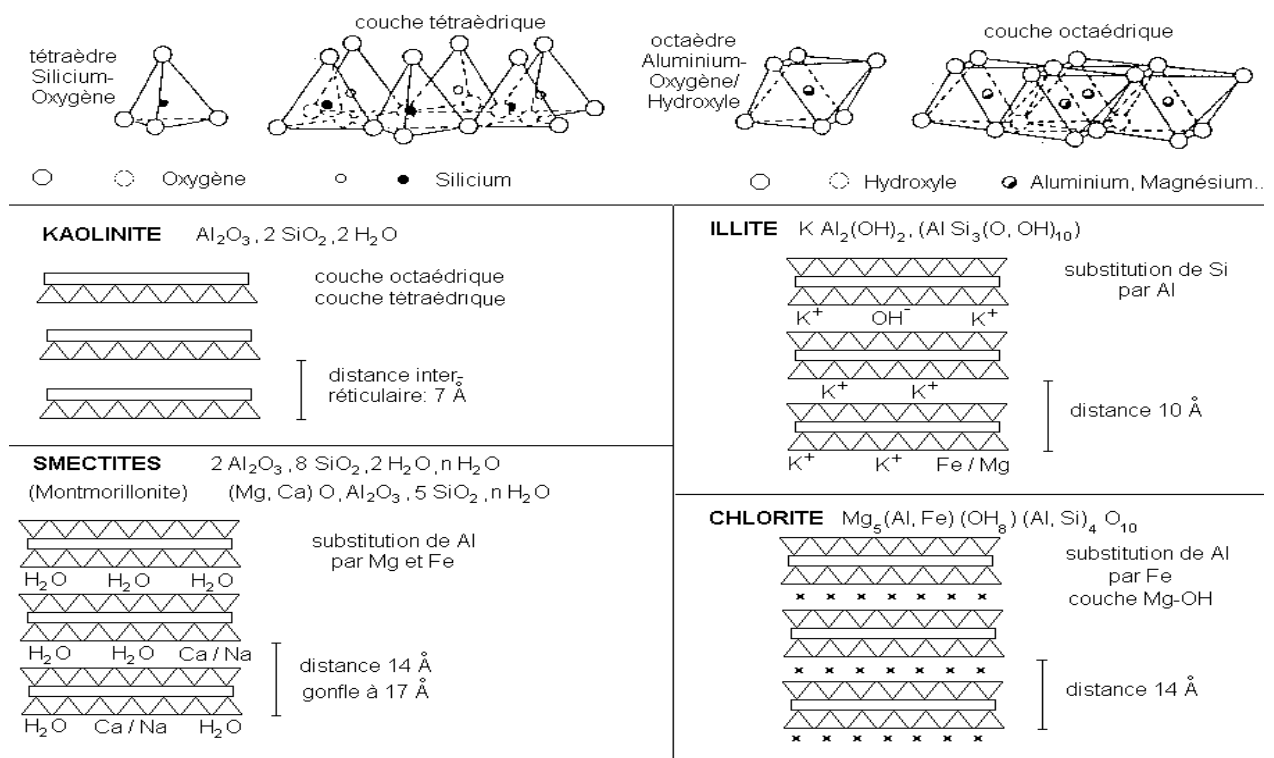 couche tétraèdrique
tétraèdre
Silicium-
Oxygène
octaèdre
Aluminium-
Oxygène/
Hydroxyle
couche octaédrique
Oxygène
Silicium
Hydroxyle
Aluminium, Magnésium..
KAOLINITE Al₂O₃, 2 SiO₂, 2 H₂O
couche octaédrique
couche tétraédrique
distance inter-
réticulaire: 7 Å
SMECTITES 2 Al₂O₃, 8 SiO₂, 2 H₂O, n H₂O
(Montmorillonite) (Mg, Ca) O, Al₂O₃, 5 SiO₂, n H₂O
substitution de Al
par Mg et Fe
H₂O H₂O H₂O
H₂O H₂O Ca / Na
distance 14 Å
gonfle à 17 Å
H₂O Ca / Na H₂O
ILLITE K Al₂(OH)₂, (Al Si₃(O, OH)₁₀)
substitution de Si
par Al
K⁺ OH⁻ K⁺
K⁺ K⁺
distance 10 Å
K⁺ K⁺ Fe / Mg
CHLORITE Mg₅(Al, Fe) (OH₈) (Al, Si)₄ O₁₀
substitution de Al
par Fe
couche Mg-OH
distance 14 Å